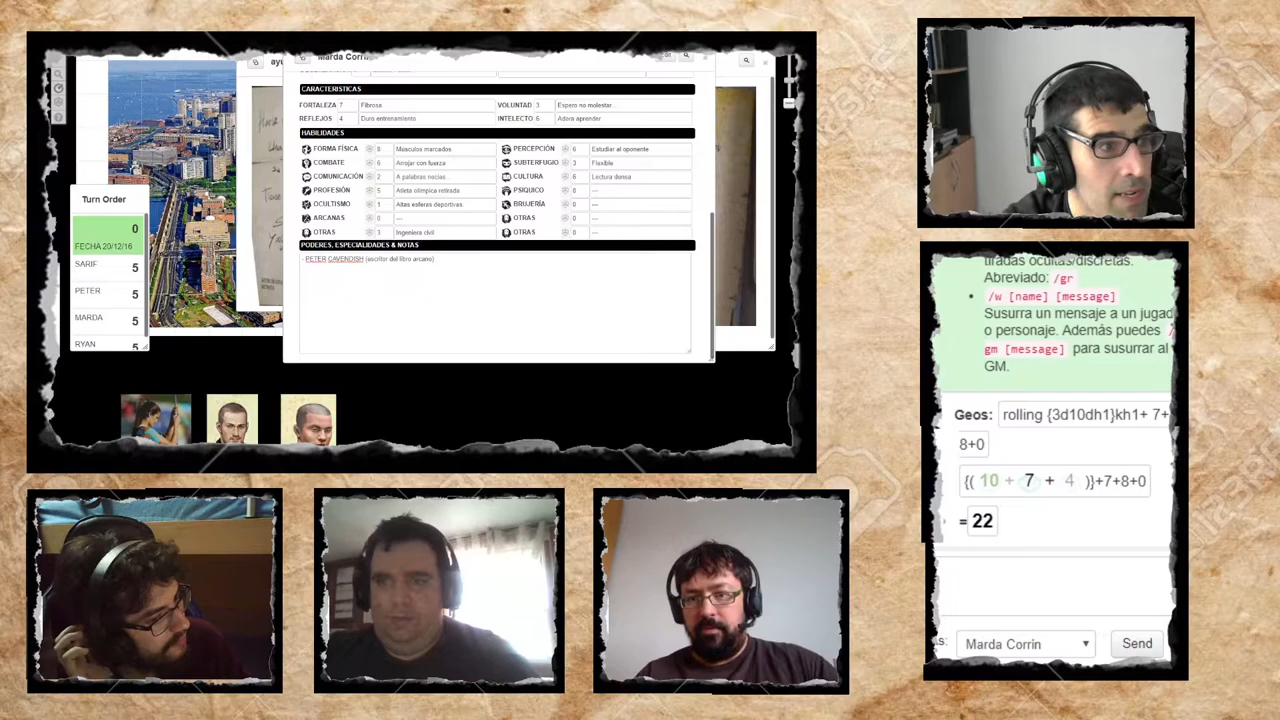 Marda Corrin
CARACTERISTICAS
FORTALEZA 7 Fibrosa VOLUNTAD 3 Espero no molestar...
REFLEJOS 4 Duro entrenamiento INTELECTO 6 Adora aprender
HABILIDADES
FORMA FÍSICA 8 Músculos marcados PERCEPCIÓN 6 Estudiar al oponente
COMBATE 6 Arrojar con fuerza SUBTERFUGIO 3 Flexible
COMUNICACIÓN 2 A palabras necias... CULTURA 6 Lectura densa
PROFESIÓN 5 Atleta olímpica retirada PSIQUICO 0 ---
OCULTISMO 1 Altas esferas deportivas. BRUJERÍA 0 ---
ARCANAS 0 --- OTRAS 0 ---
OTRAS 3 Ingeniera civil OTRAS 0 ---
PODERES, ESPECIALIDADES & NOTAS
- PETER CAVENDISH (escritor del libro arcano)
Turn Order
0
FECHA 20/12/16
SARIF 5
PETER 5
MARDA 5
RYAN 5
tiradas ocultas/discretas.
Abreviado: /gr
/w [name] [message]
Susurra un mensaje a un jugad
o personaje. Además puedes /
gm [message] para susurrar al
GM.
Geos: rolling {3d10dh1}kh1+ 7+
8+0
{( 10 + 7 + 4 )}+7+8+0
=22
s: Marda Corrin Send